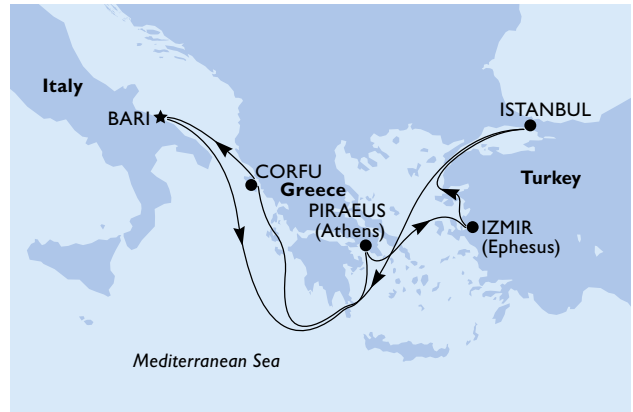 Italy
BARI
ISTANBUL
CORFU
Greece
Turkey
PIRAEUS
(Athens)
IZMIR
(Ephesus)
Mediterranean Sea